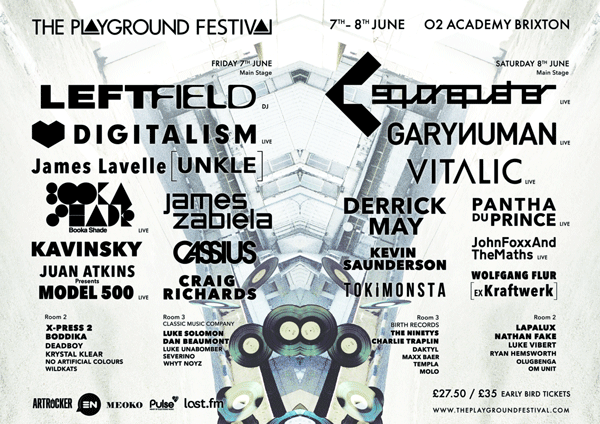 THE PLAYGROUND FESTIVAL
7TH - 8TH JUNE
O2 ACADEMY BRIXTON
FRIDAY 7TH JUNE
Main Stage
LEFTFIELD DJ
DIGITALISM LIVE
James Lavelle [UNKLE]
BOOKA SHADE
Booka Shade LIVE
james zabiela
KAVINSKY
CASSIUS
JUAN ATKINS
Presents
MODEL 500 LIVE
CRAIG
RICHARDS
SATURDAY 8TH JUNE
Main Stage
squarepusher LIVE
GARY NUMAN LIVE
VITALIC LIVE
DERRICK
MAY
PANTHA
DU PRINCE LIVE
KEVIN
SAUNDERSON
JohnFoxxAnd
TheMaths LIVE
TOKiMONSTA
WOLFGANG FLUR
[EX Kraftwerk]
Room 2
X-PRESS 2
BODDIKA
DEADBOY
KRYSTAL KLEAR
NO ARTIFICIAL COLOURS
WILDKATS
Room 3
CLASSIC MUSIC COMPANY
LUKE SOLOMON
DAN BEAUMONT
LUKE UNABOMBER
SEVERINO
WHYT NOYZ
Room 3
BIRTH RECORDS
THE NINETYS
CHARLIE TRAPLIN
DAKTYL
MAXX BAER
TEMPLA
MOLO
Room 2
LAPALUX
NATHAN FAKE
LUKE VIBERT
RYAN HEMSWORTH
OLUGBENGA
OM UNIT
ARTROCKER
EN
MEOKO
Pulse
last.fm
£27.50 / £35 EARLY BIRD TICKETS
WWW.THEPLAYGROUNDFESTIVAL.COM